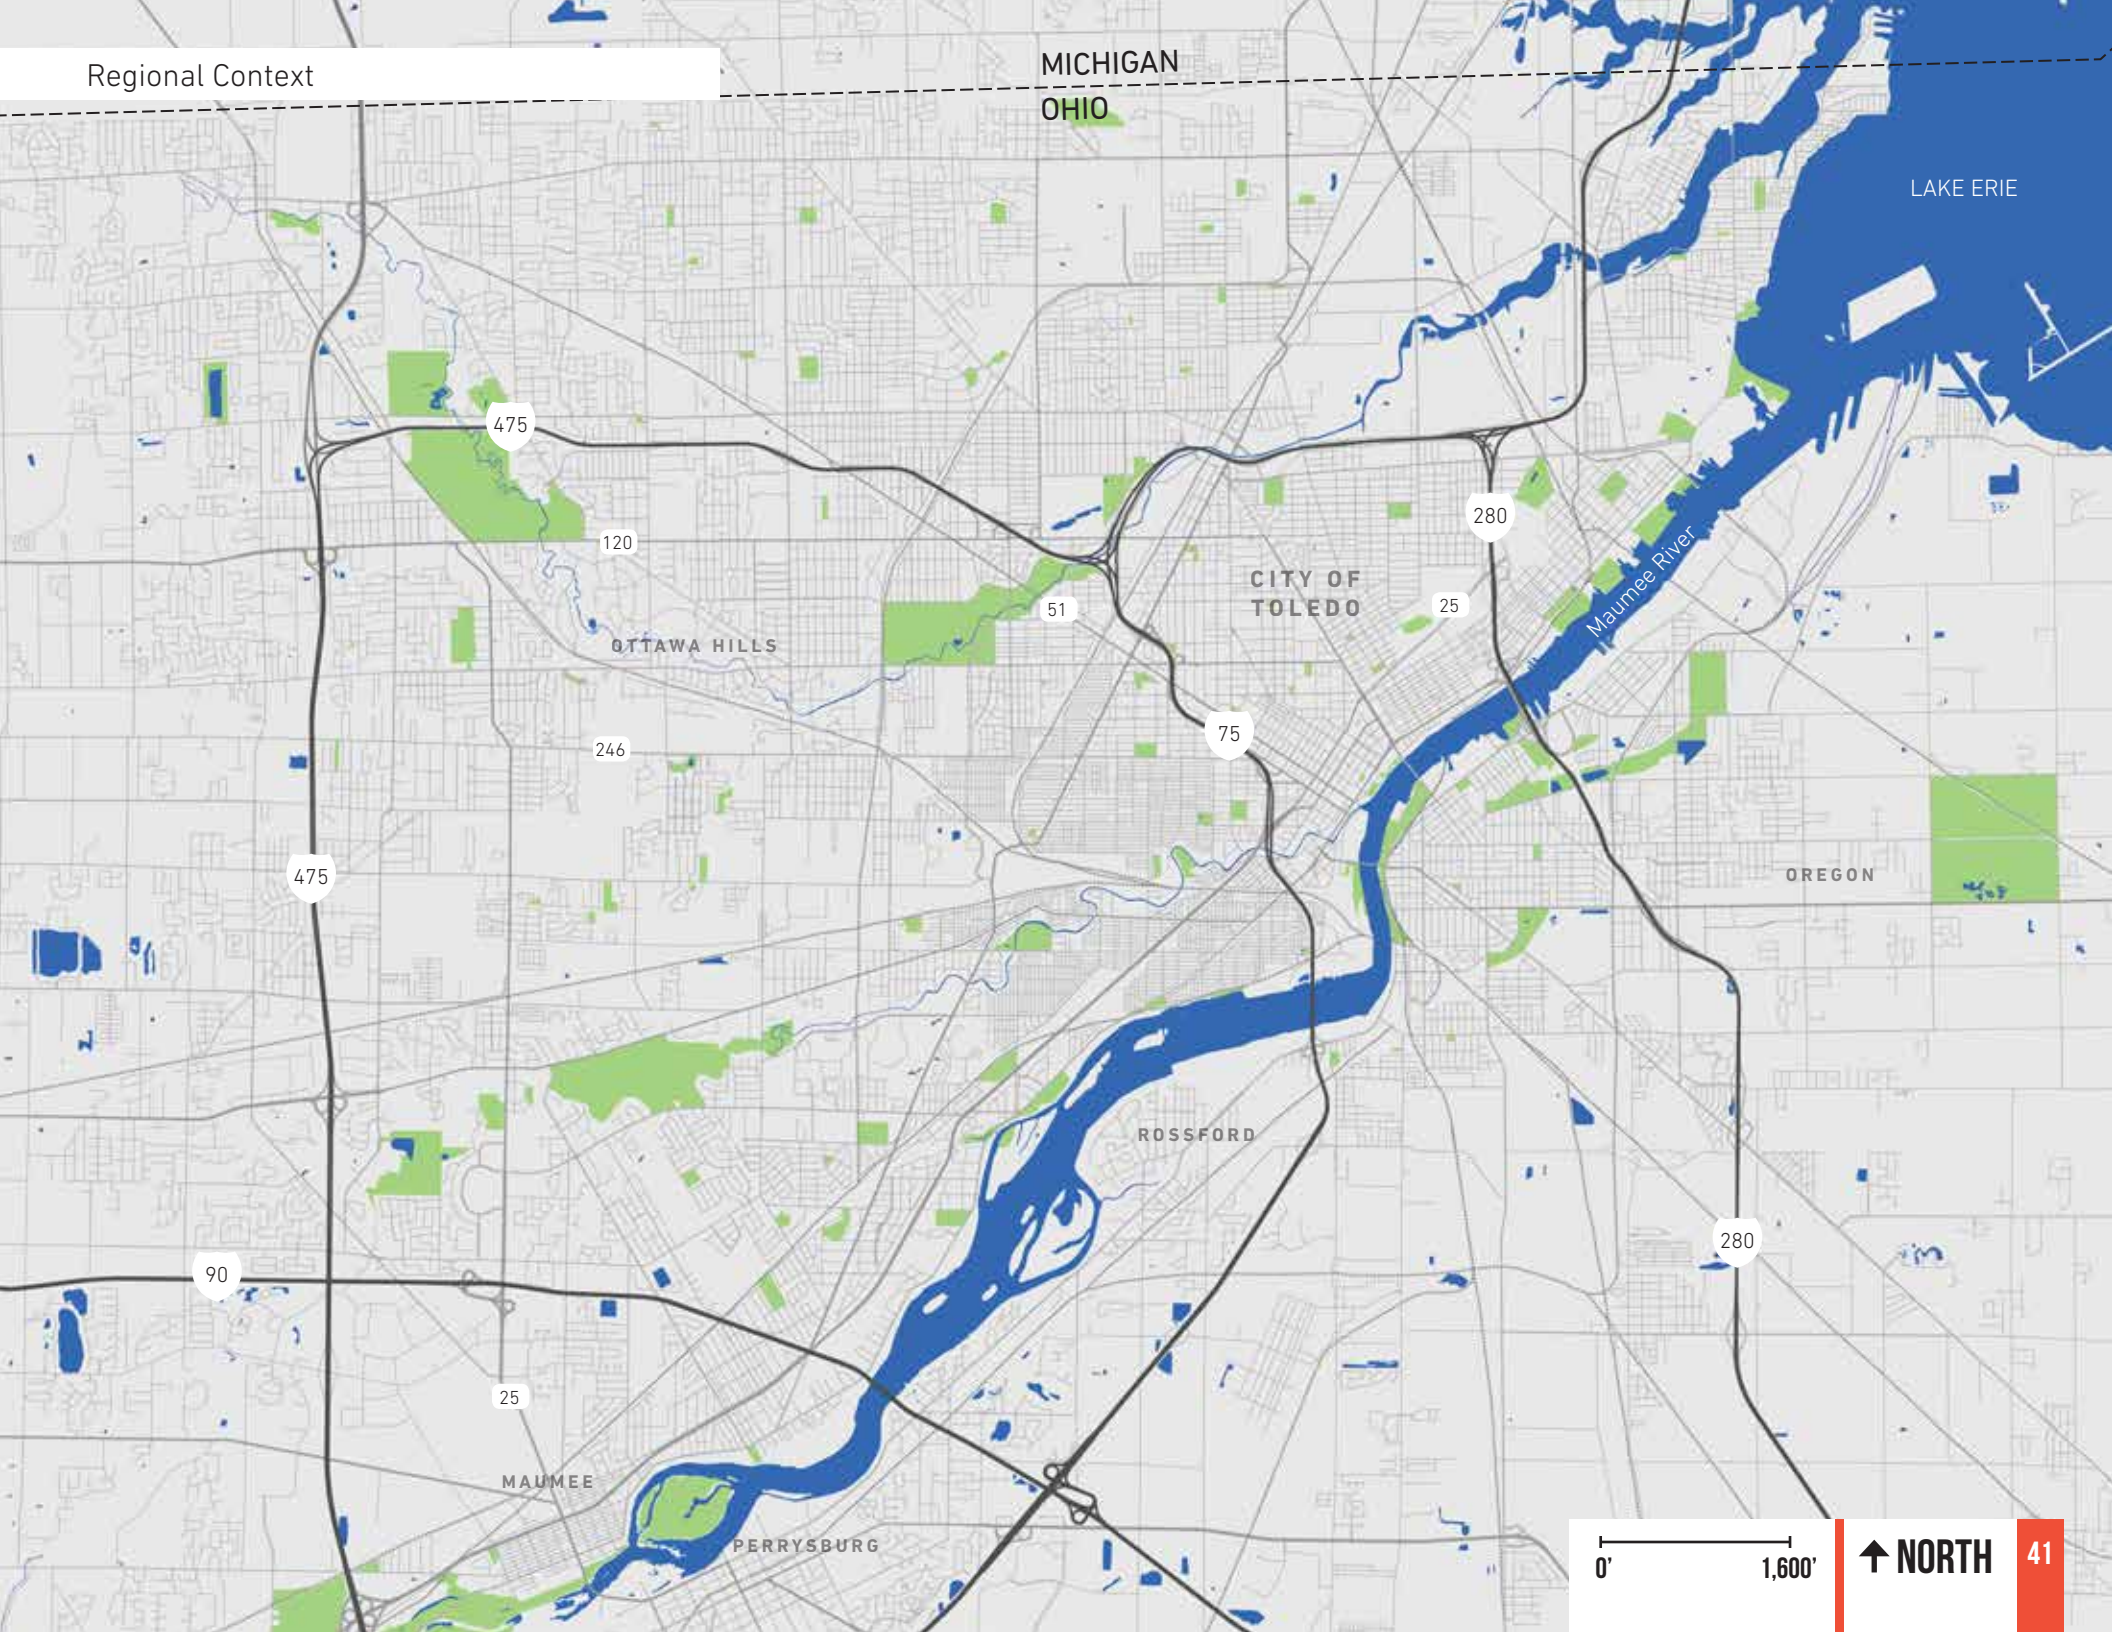 Regional Context
MICHIGAN
OHIO
LAKE ERIE
475
280
120
Maumee River
CITY OF
TOLEDO
51
25
OTTAWA HILLS
75
246
475
OREGON
ROSSFORD
280
90
25
MAUMEE
PERRYSBURG
0'
1,600'
NORTH
41